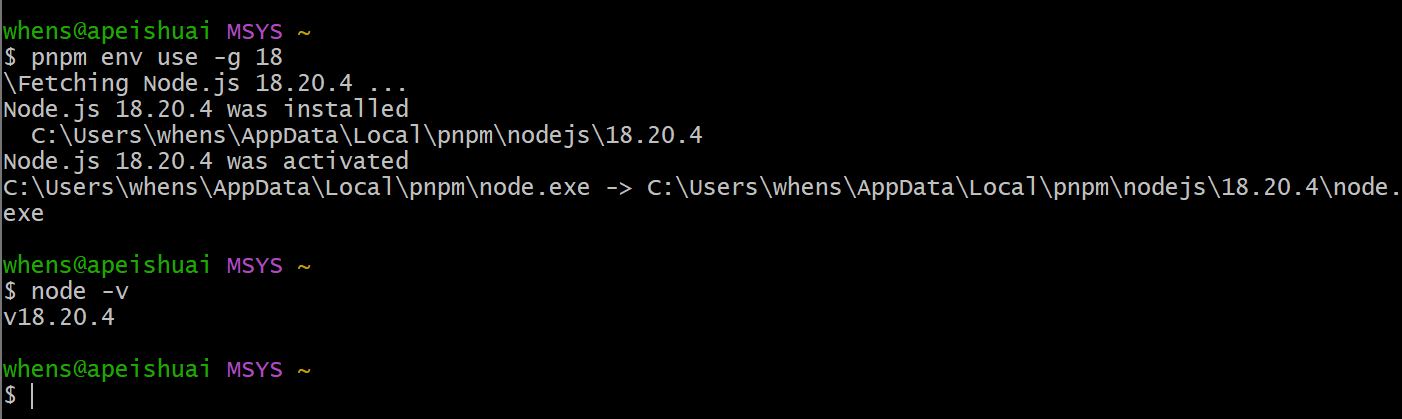 whens@apeishuai MSYS ~
$ pnpm env use -g 18
\Fetching Node.js 18.20.4 ...
Node.js 18.20.4 was installed
  C:\Users\whens\AppData\Local\pnpm\nodejs\18.20.4
Node.js 18.20.4 was activated
C:\Users\whens\AppData\Local\pnpm\node.exe -> C:\Users\whens\AppData\Local\pnpm\nodejs\18.20.4\node.
exe
whens@apeishuai MSYS ~
$ node -v
v18.20.4
whens@apeishuai MSYS ~
$